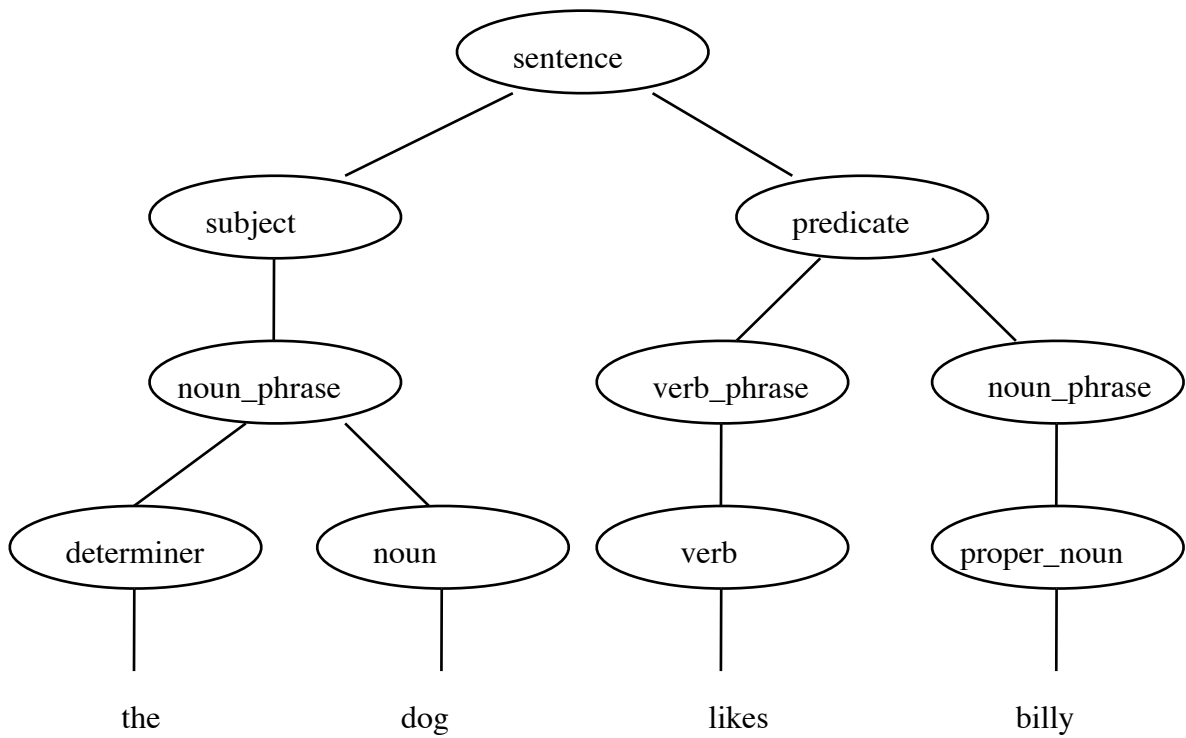 sentence
subject predicate
noun_phrase verb_phrase noun_phrase
determiner noun verb proper_noun
the dog likes billy